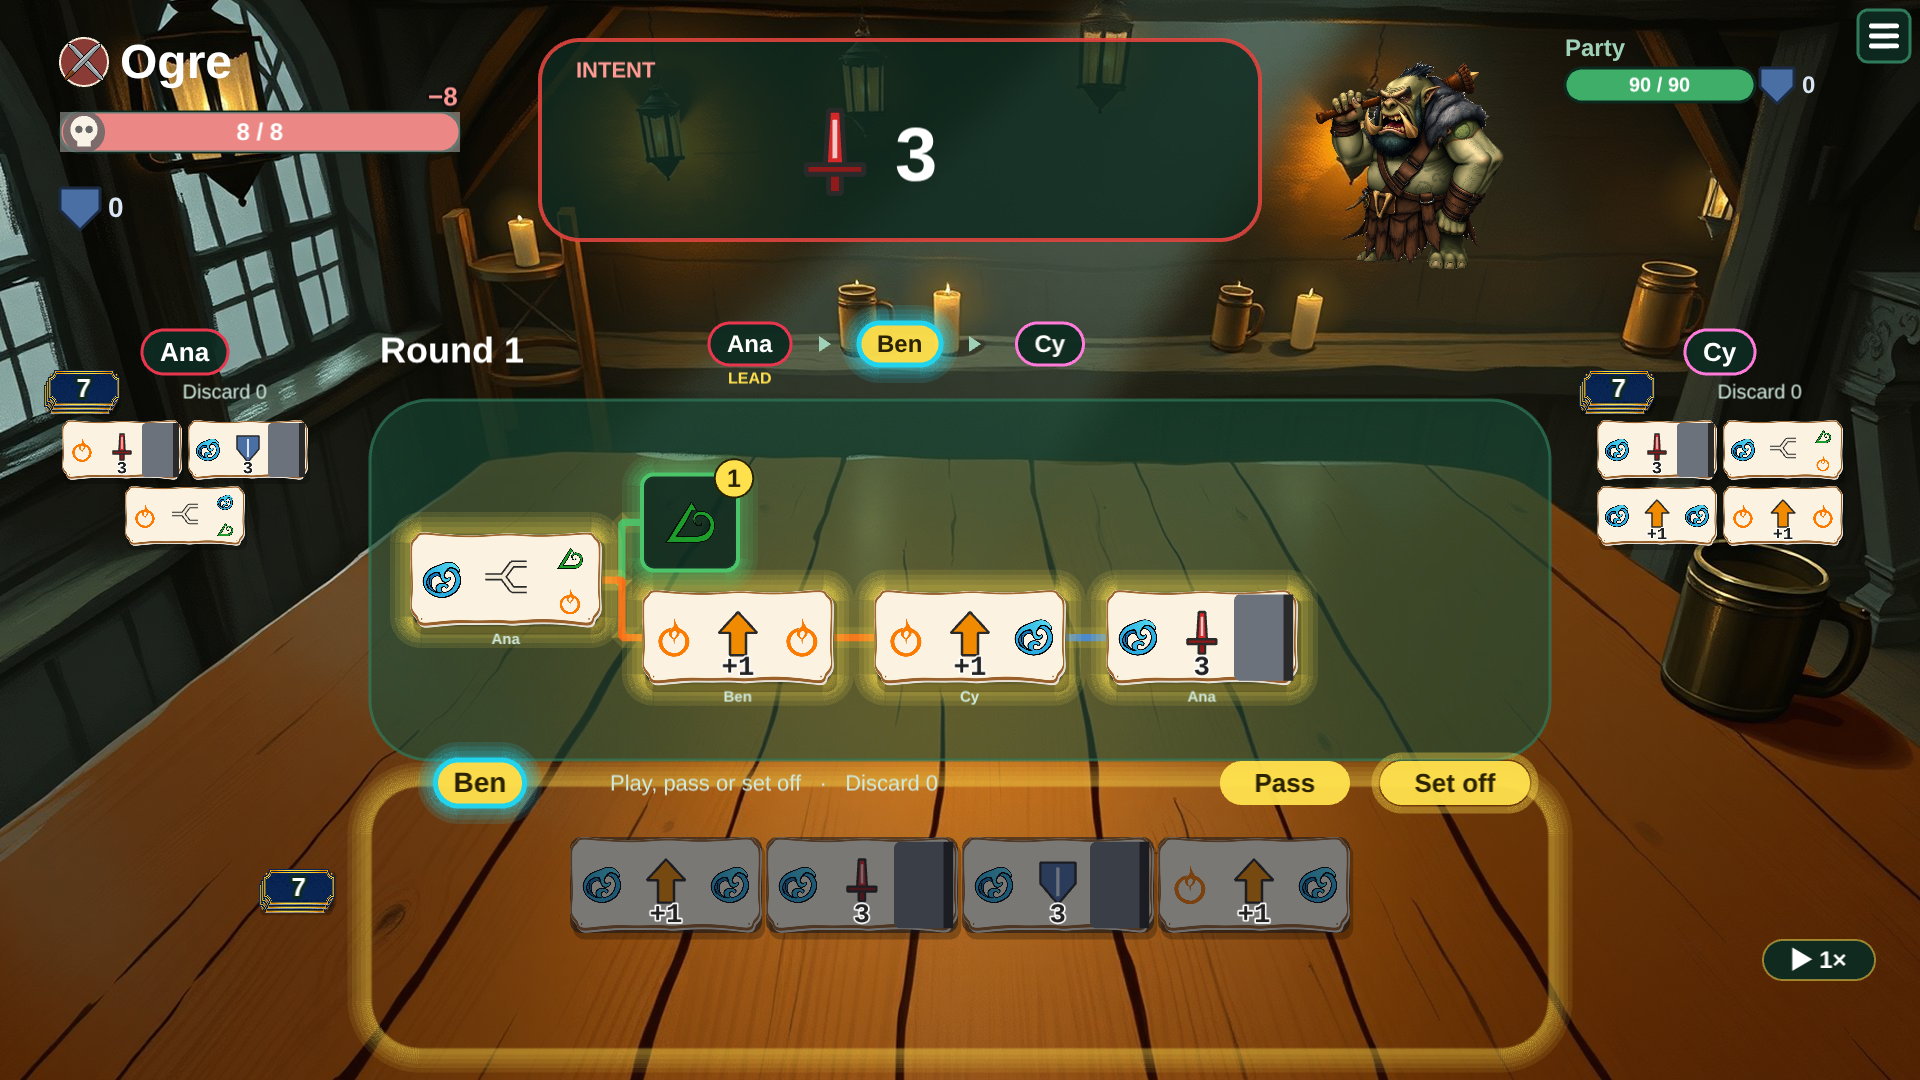 Ogre
−8
8 / 8
0
INTENT
3
Party
90 / 90
0
Round 1
Ana
Ben
Cy
LEAD
Ana
7
Discard 0
3
3
Cy
7
Discard 0
3
+1
+1
1
Ana
+1
Ben
+1
Cy
3
Ana
Ben
Play, pass or set off · Discard 0
Pass
Set off
7
+1
3
3
+1
1×